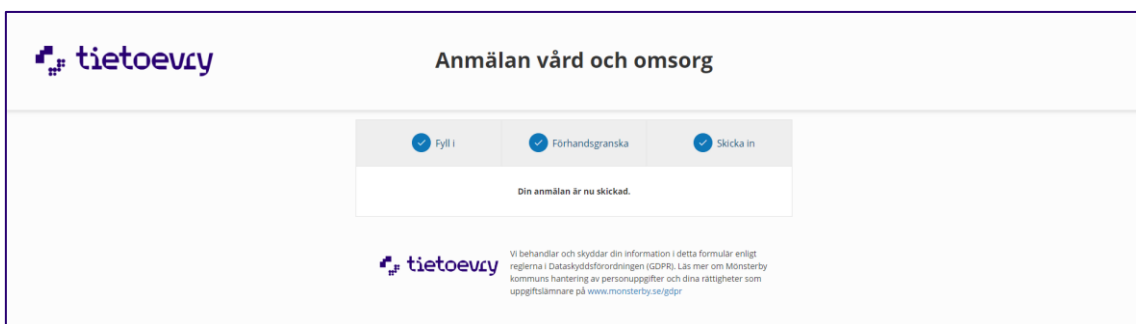 tietoevry
Anmälan vård och omsorg
Fyll i
Förhandsgranska
Skicka in
Din anmälan är nu skickad.
tietoevry
Vi behandlar och skyddar din information i detta formulär enligt
reglerna i Dataskyddsförordningen (GDPR). Läs mer om Mönsterby
kommuns hantering av personuppgifter och dina rättigheter som
uppgiftslämnare på www.monsterby.se/gdpr